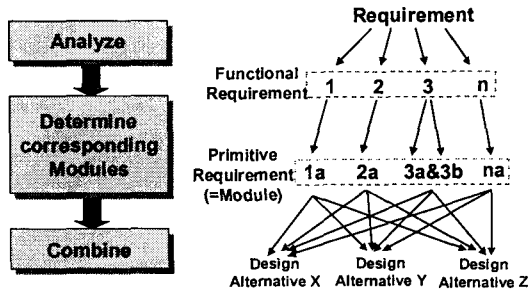 Analyze
Determine
corresponding
Modules
Combine
Requirement
Functional
Requirement
1 2 3 n
Primitive
Requirement
(=Module)
1a 2a 3a&3b na
Design
Alternative X
Design
Alternative Y
Design
Alternative Z